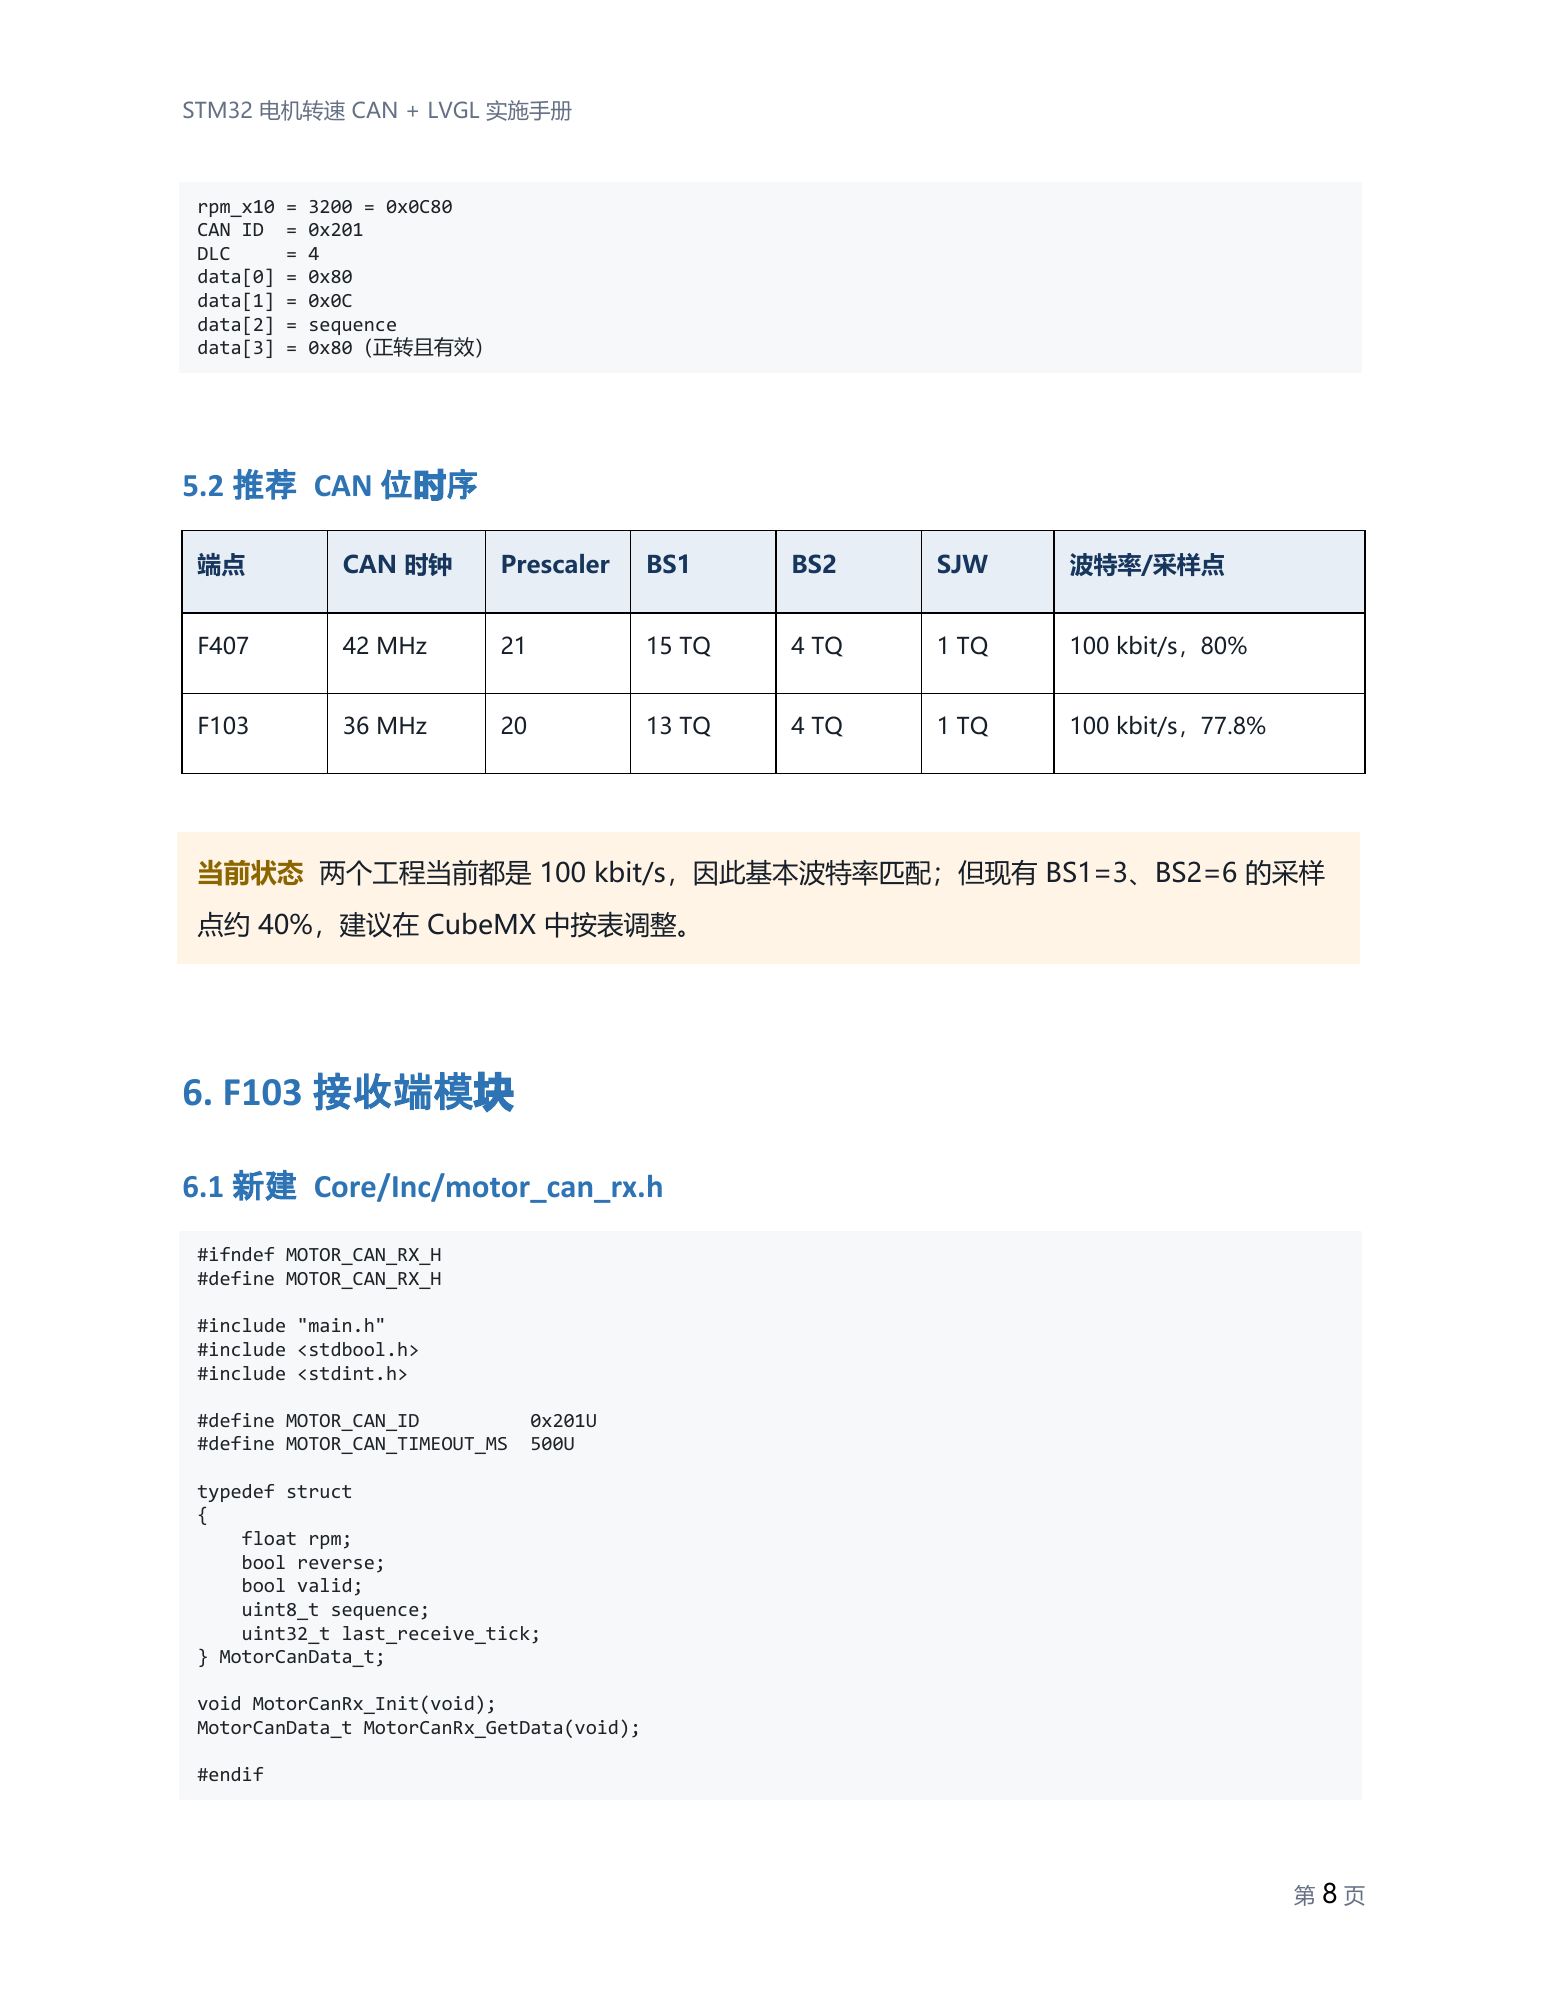 STM32 电机转速 CAN + LVGL 实施手册
rpm_x10 = 3200 = 0x0C80
CAN ID  = 0x201
DLC     = 4
data[0] = 0x80
data[1] = 0x0C
data[2] = sequence
data[3] = 0x80（正转且有效）
5.2 推荐 CAN 位时序
端点 CAN 时钟 Prescaler BS1 BS2 SJW 波特率/采样点
F407 42 MHz 21 15 TQ 4 TQ 1 TQ 100 kbit/s，80%
F103 36 MHz 20 13 TQ 4 TQ 1 TQ 100 kbit/s，77.8%
当前状态 两个工程当前都是 100 kbit/s，因此基本波特率匹配；但现有 BS1=3、BS2=6 的采样
点约 40%，建议在 CubeMX 中按表调整。
6. F103 接收端模块
6.1 新建 Core/Inc/motor_can_rx.h
#ifndef MOTOR_CAN_RX_H
#define MOTOR_CAN_RX_H
#include "main.h"
#include <stdbool.h>
#include <stdint.h>
#define MOTOR_CAN_ID          0x201U
#define MOTOR_CAN_TIMEOUT_MS  500U
typedef struct
{
    float rpm;
    bool reverse;
    bool valid;
    uint8_t sequence;
    uint32_t last_receive_tick;
} MotorCanData_t;
void MotorCanRx_Init(void);
MotorCanData_t MotorCanRx_GetData(void);
#endif
第 8 页